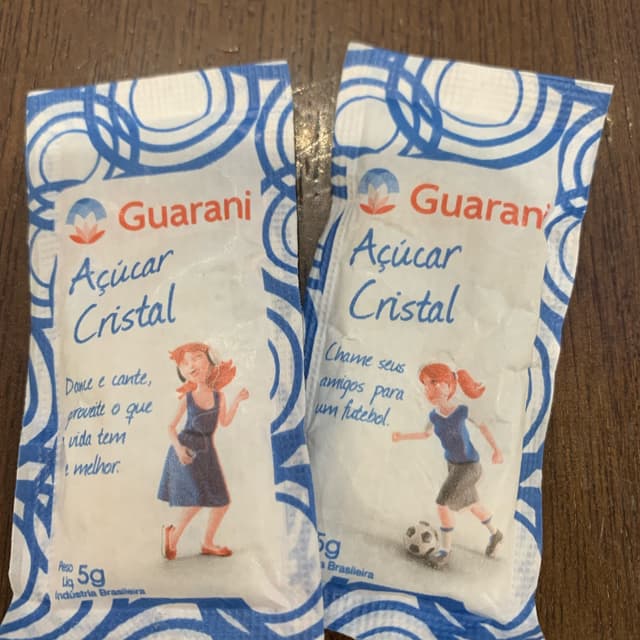 Guarani
Açúcar
Cristal
Dance e cante,
aproveite o que
vida tem
melhor.
Peso
Líq. 5g
Indústria Brasileira
Guarani
Açúcar
Cristal
Chame seus
amigos para
um futebol.
5g
Brasileira